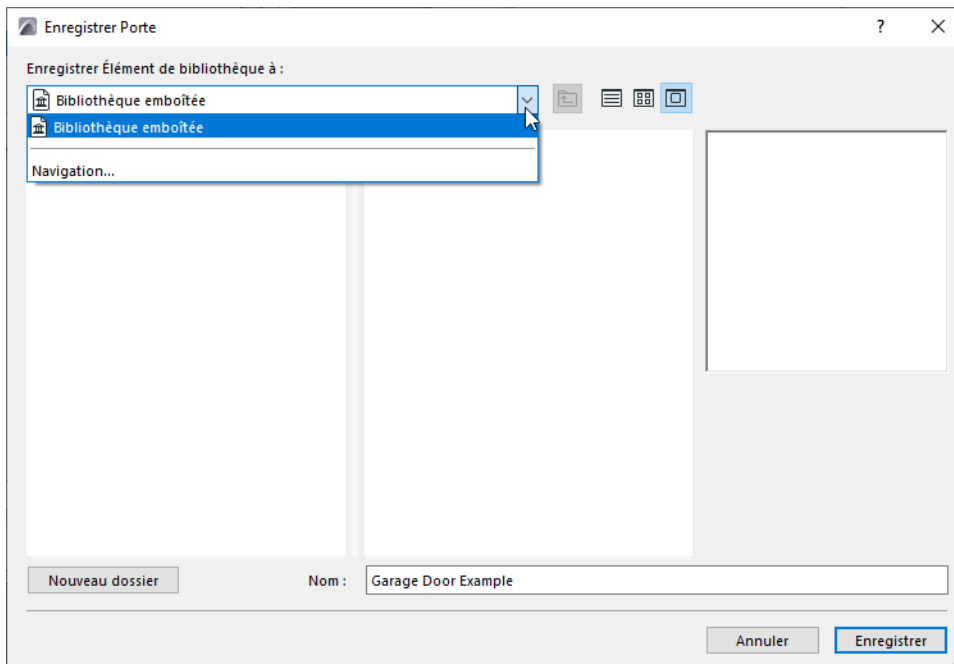 Enregistrer Porte
?
Enregistrer Élément de bibliothèque à :
Bibliothèque emboîtée
Bibliothèque emboîtée
Navigation...
Nouveau dossier
Nom :
Garage Door Example
Annuler
Enregistrer